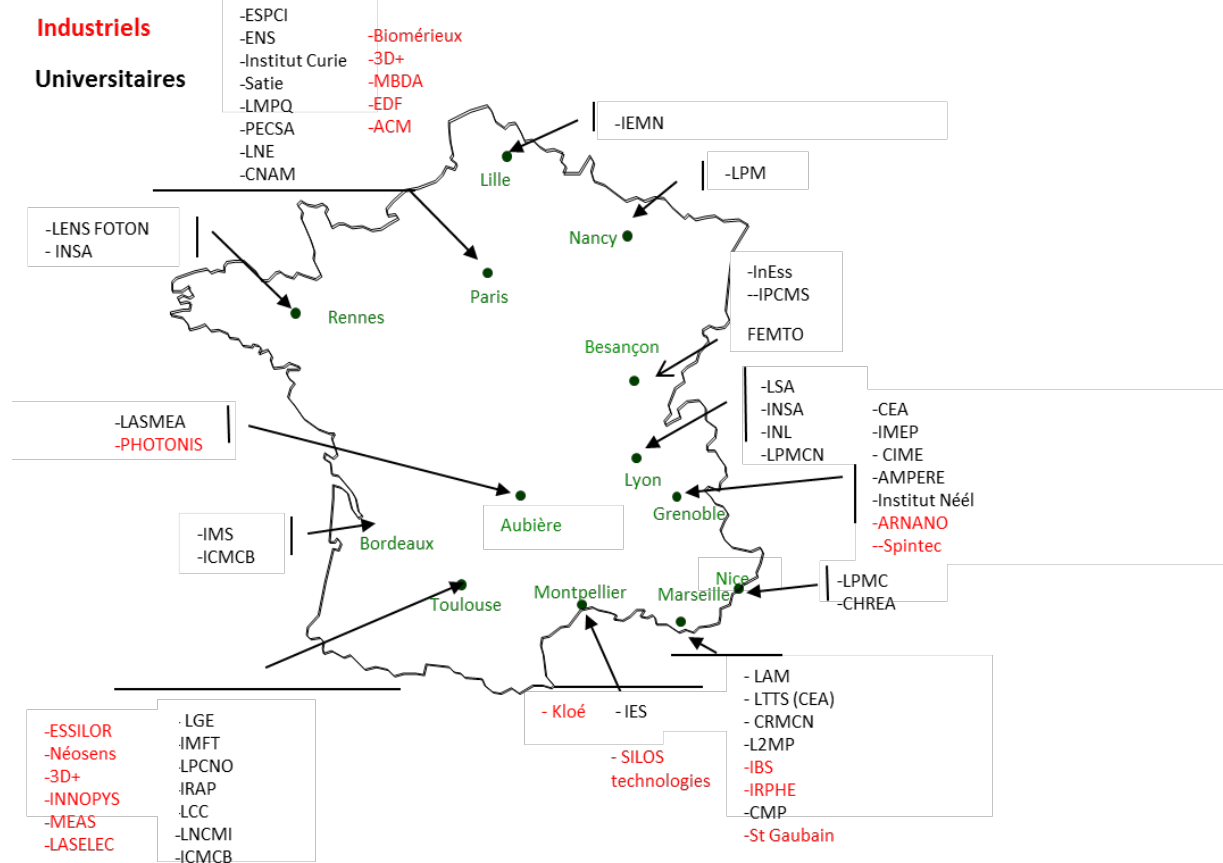 Industriels
Universitaires
-ESPCI
-ENS
-Institut Curie
-Satie
-LMPQ
-PECSA
-LNE
-CNAM
-Biomérieux
-3D+
-MBDA
-EDF
-ACM
-IEMN
Lille
-LPM
Nancy
-LENS FOTON
- INSA
Paris
Rennes
-InEss
--IPCMS
FEMTO
Besançon
-LSA
-INSA
-INL
-LPMCN
Lyon
-CEA
-IMEP
- CIME
-AMPERE
-Institut Néél
-ARNANO
--Spintec
Grenoble
-LASMEA
-PHOTONIS
Aubière
-IMS
-ICMCB
Bordeaux
Toulouse
Montpellier
Marseille
Nice
-LPMC
-CHREA
- LAM
- LTTS (CEA)
- CRMCN
-L2MP
-IBS
-IRPHE
-CMP
-St Gaubain
- Kloé
- IES
- SILOS
technologies
-ESSILOR
-Néosens
-3D+
-INNOPYS
-MEAS
-LASELEC
- LGE
-IMFT
-LPCNO
-IRAP
-LCC
-LNCMI
-ICMCB